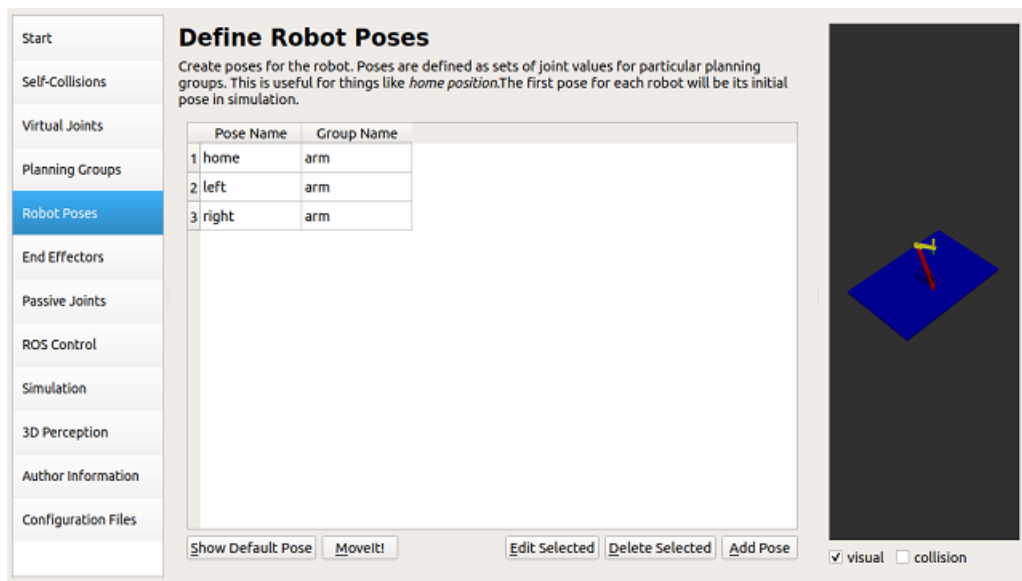 Start
Self-Collisions
Virtual Joints
Planning Groups
Robot Poses
End Effectors
Passive Joints
ROS Control
Simulation
3D Perception
Author Information
Configuration Files
Define Robot Poses
Create poses for the robot. Poses are defined as sets of joint values for particular planning
groups. This is useful for things like home position.The first pose for each robot will be its initial
pose in simulation.
Pose Name Group Name
1 home arm
2 left arm
3 right arm
Show Default Pose MoveIt! Edit Selected Delete Selected Add Pose
visual collision